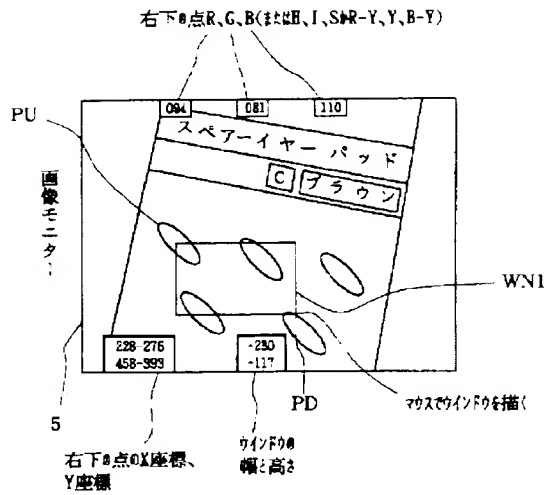 右下の点R、G、B(またはH、I、SかR-Y、Y、B-Y)
094 081 110
PU
スペアーイヤー パッド
C ブラウン
画像モニター
WN1
228-276
458-393
-230
-117
PD
マウスでウインドウを描く
5
ウインドウの
幅と高さ
右下の点のX座標、
Y座標